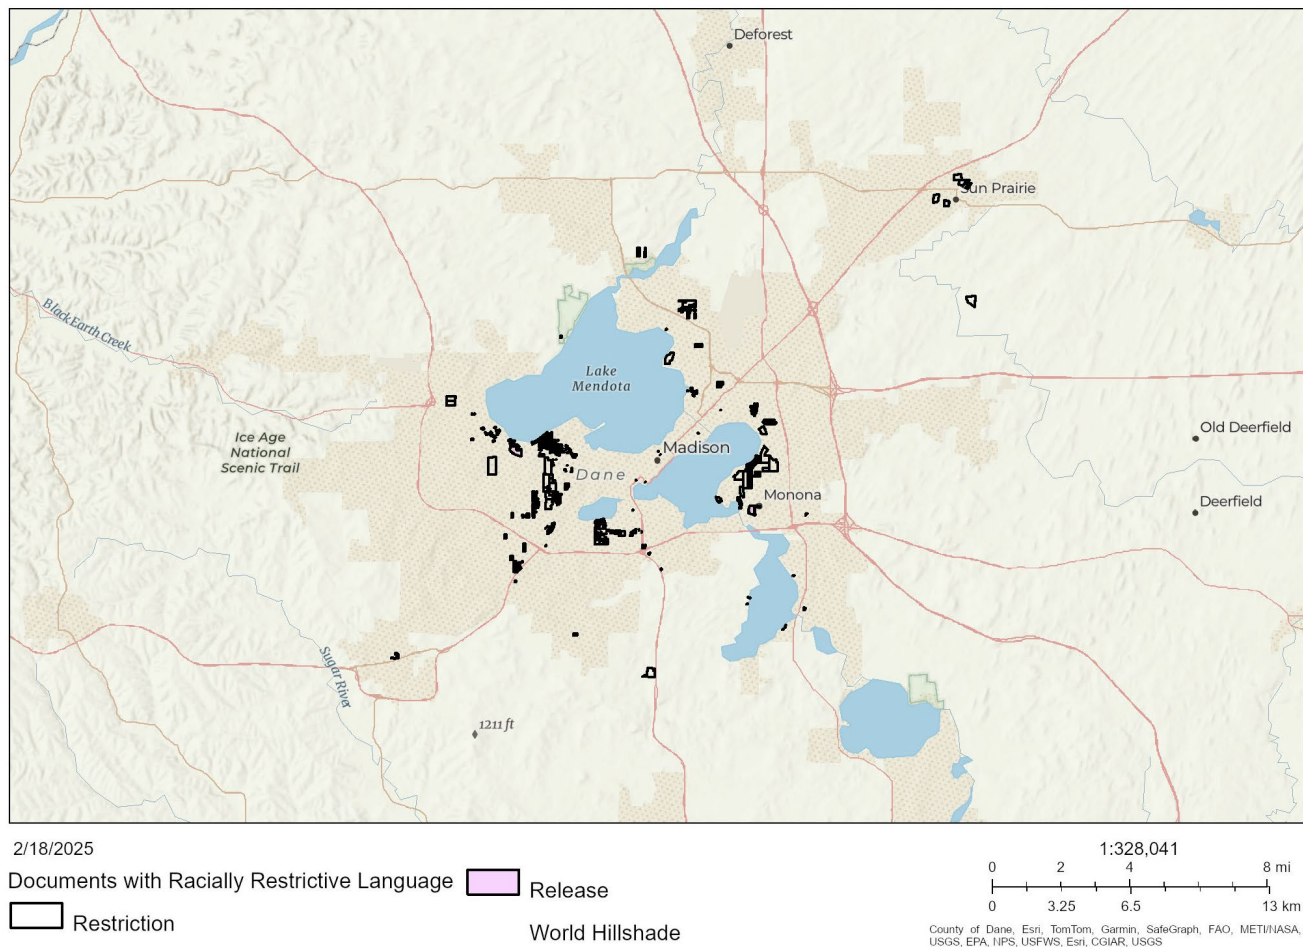 Deforest
Sun Prairie
Black Earth Creek
Lake
Mendota
Ice Age
National
Scenic Trail
Madison
Dane
Old Deerfield
Monona
Deerfield
Sugar River
1211 ft
2/18/2025
Documents with Racially Restrictive Language
Release
Restriction
World Hillshade
1:328,041
0 2 4 8 mi
0 3.25 6.5 13 km
County of Dane, Esri, TomTom, Garmin, SafeGraph, FAO, METI/NASA,
USGS, EPA, NPS, USFWS, Esri, CGIAR, USGS